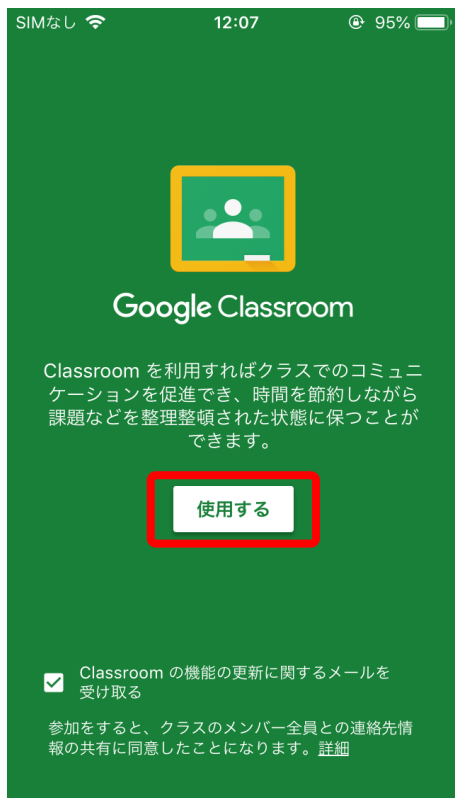 SIMなし 12:07 95%
Google Classroom
Classroom を利用すればクラスでのコミュニ
ケーションを促進でき、時間を節約しながら
課題などを整理整頓された状態に保つことが
できます。
使用する
Classroom の機能の更新に関するメールを
受け取る
参加をすると、クラスのメンバー全員との連絡先情
報の共有に同意したことになります。詳細